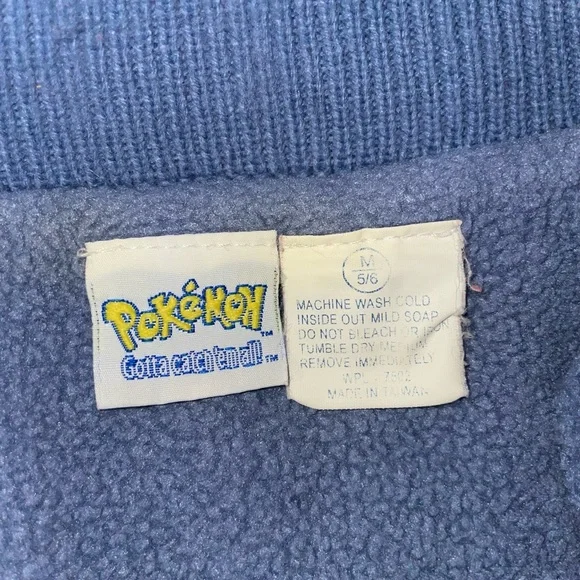 POKéMON™
Gotta catch 'em all!™
M
5/6
MACHINE WASH COLD
INSIDE OUT MILD SOAP
DO NOT BLEACH OR IRON
TUMBLE DRY MEDIUM
REMOVE IMMEDIATELY
MADE IN TAIWAN